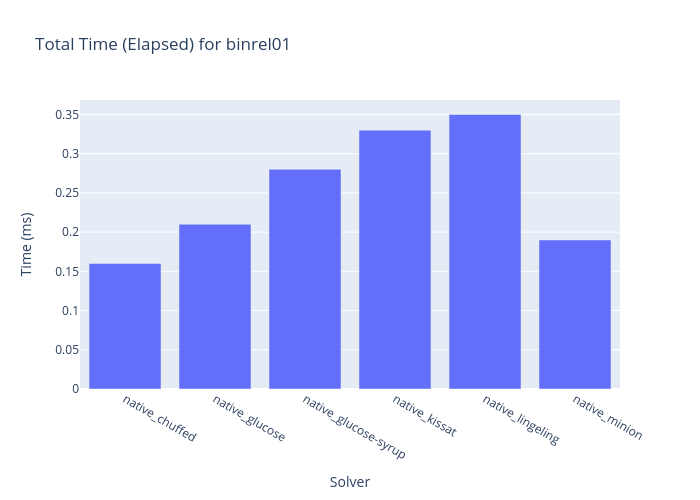 Total Time (Elapsed) for binrel01
0.35
0.3
0.25
0.2
0.15
0.1
0.05
0
Time (ms)
native_chuffed
native_glucose
native_glucose-syrup
native_kissat
native_lingeling
native_minion
Solver